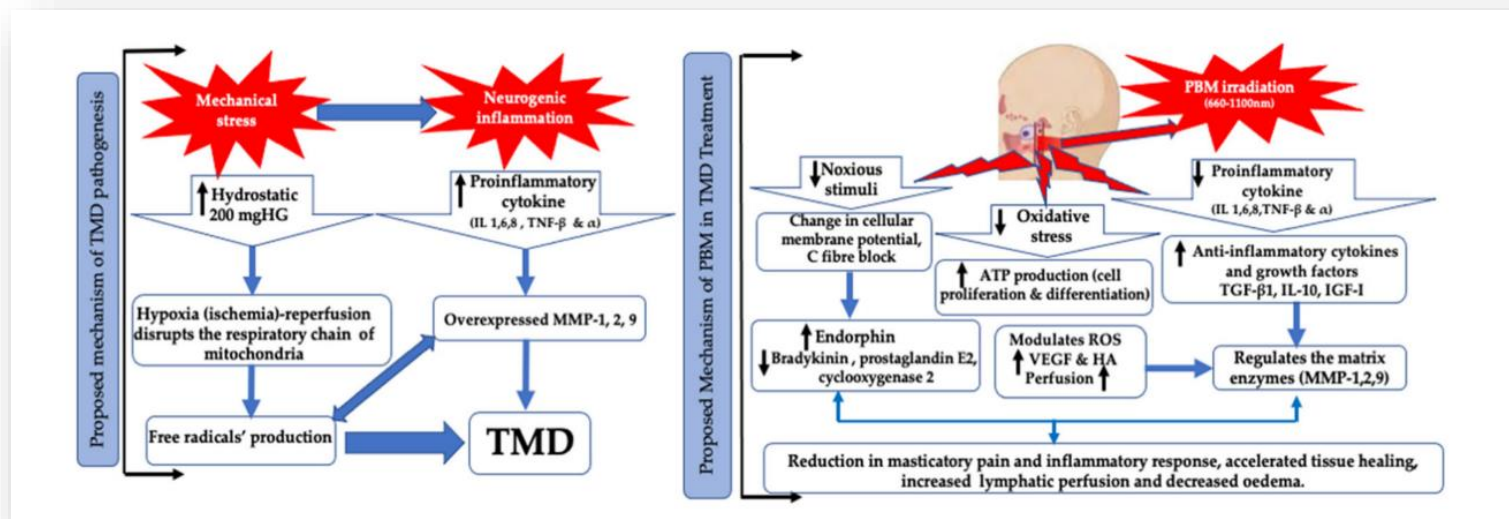 Proposed mechanism of TMD pathogenesis
Mechanical
stress
Neurogenic
inflammation
Hydrostatic
200 mgHG
Proinflammatory
cytokine
(IL 1,6,8 , TNF-β & α)
Hypoxia (ischemia)-reperfusion
disrupts the respiratory chain of
mitochondria
Overexpressed MMP-1, 2, 9
Free radicals’ production
TMD
Proposed Mechanism of PBM in TMD Treatment
PBM irradiation
(660-1100nm)
Noxious
stimuli
Oxidative
stress
Proinflammatory
cytokine
(IL 1,6,8,TNF-β & α)
Change in cellular
membrane potential,
C fibre block
ATP production (cell
proliferation & differentiation)
Anti-inflammatory cytokines
and growth factors
TGF-β1, IL-10, IGF-I
Endorphin
Bradykinin , prostaglandin E2,
cyclooxygenase 2
Modulates ROS
VEGF & HA
Perfusion
Regulates the matrix
enzymes (MMP-1,2,9)
Reduction in masticatory pain and inflammatory response, accelerated tissue healing,
increased lymphatic perfusion and decreased oedema.